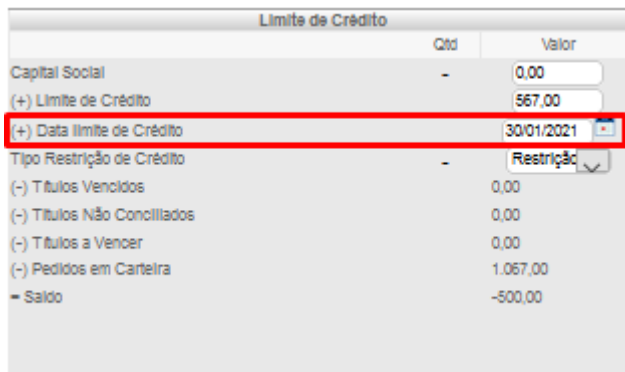 Limite de Crédito
Qtd Valor
Capital Social - 0,00
(+) Limite de Crédito 567,00
(+) Data limite de Crédito 30/01/2021
Tipo Restrição de Crédito - Restrição
(-) Títulos Vencidos 0,00
(-) Títulos Não Conciliados 0,00
(-) Títulos a Vencer 0,00
(-) Pedidos em Carteira 1.067,00
= Saldo -500,00